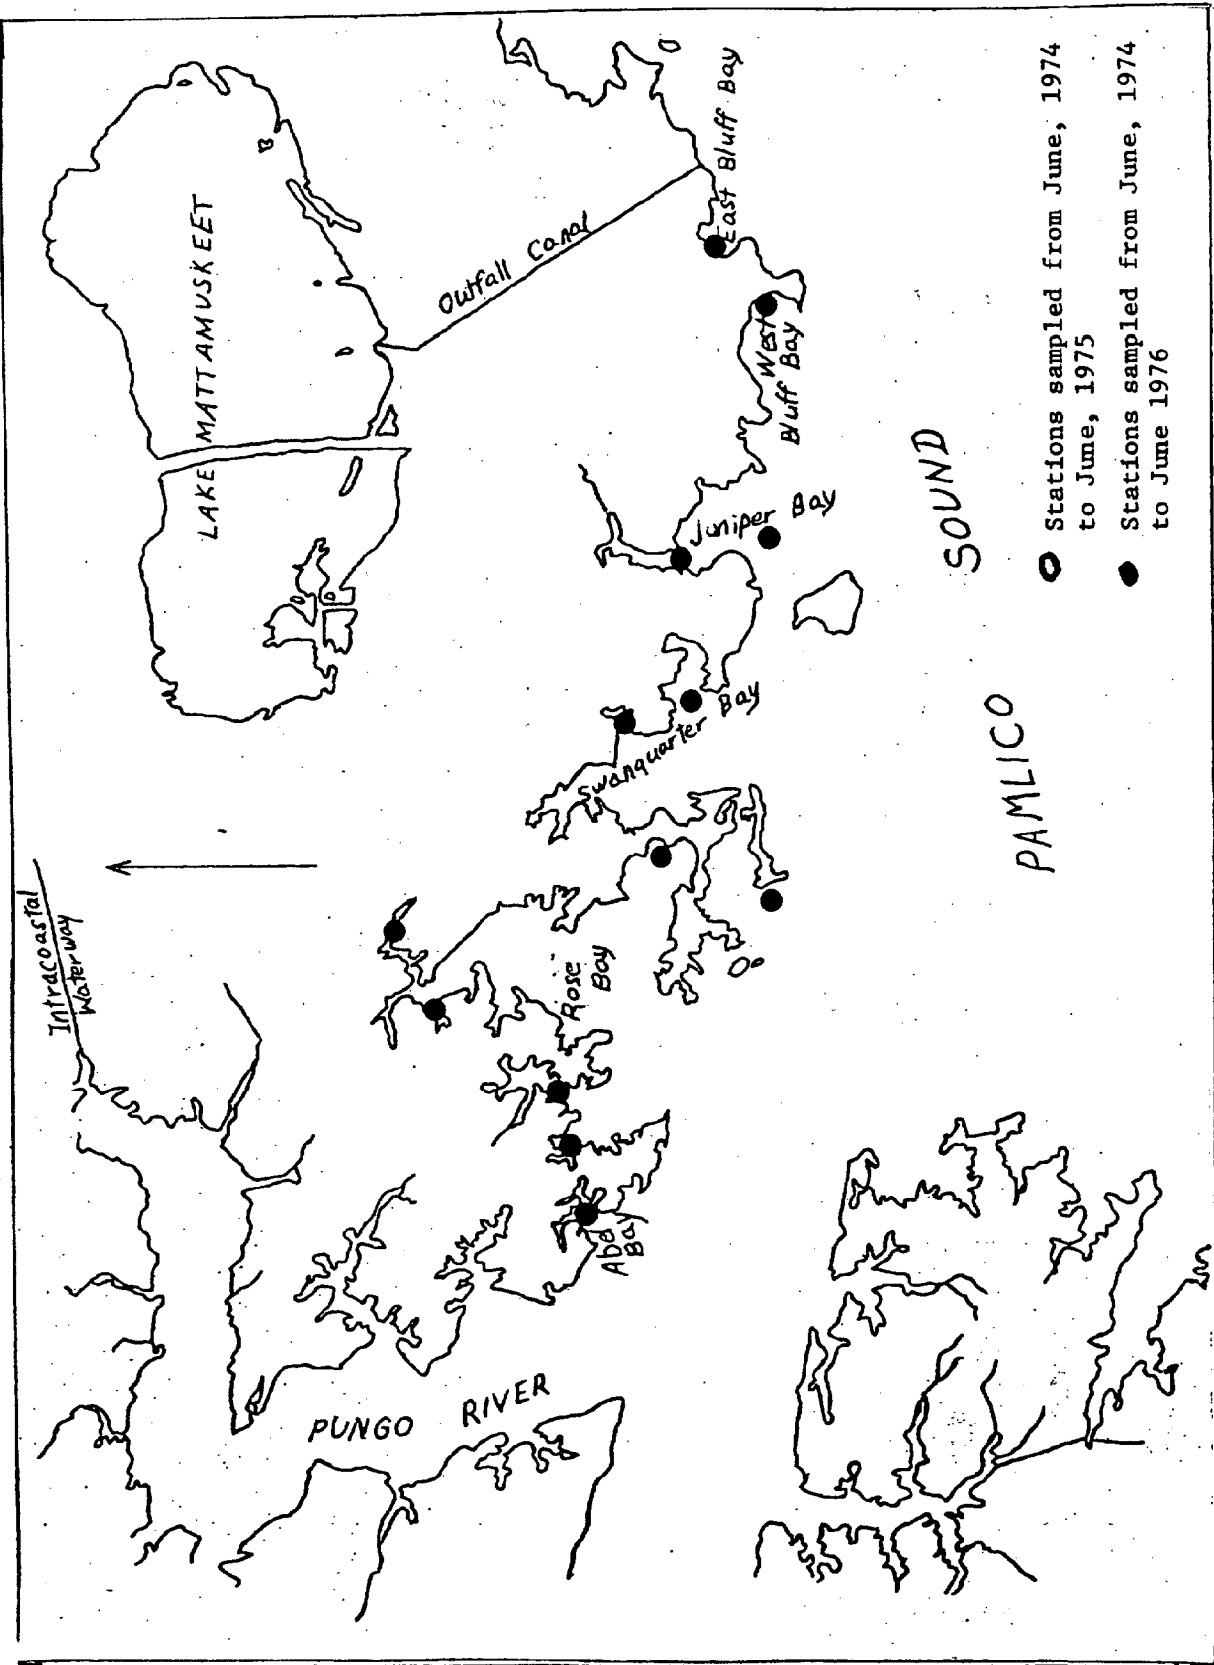 LAKE MATTAMUSKEET
Outfall Canal
East Bluff Bay
West
Bluff Bay
Juniper Bay
Swanquarter Bay
Rose
Bay
Abel
Bay
Intracoastal
Waterway
PUNGO RIVER
PAMLICO SOUND
Stations sampled from June, 1974
to June, 1975
Stations sampled from June, 1974
to June 1976